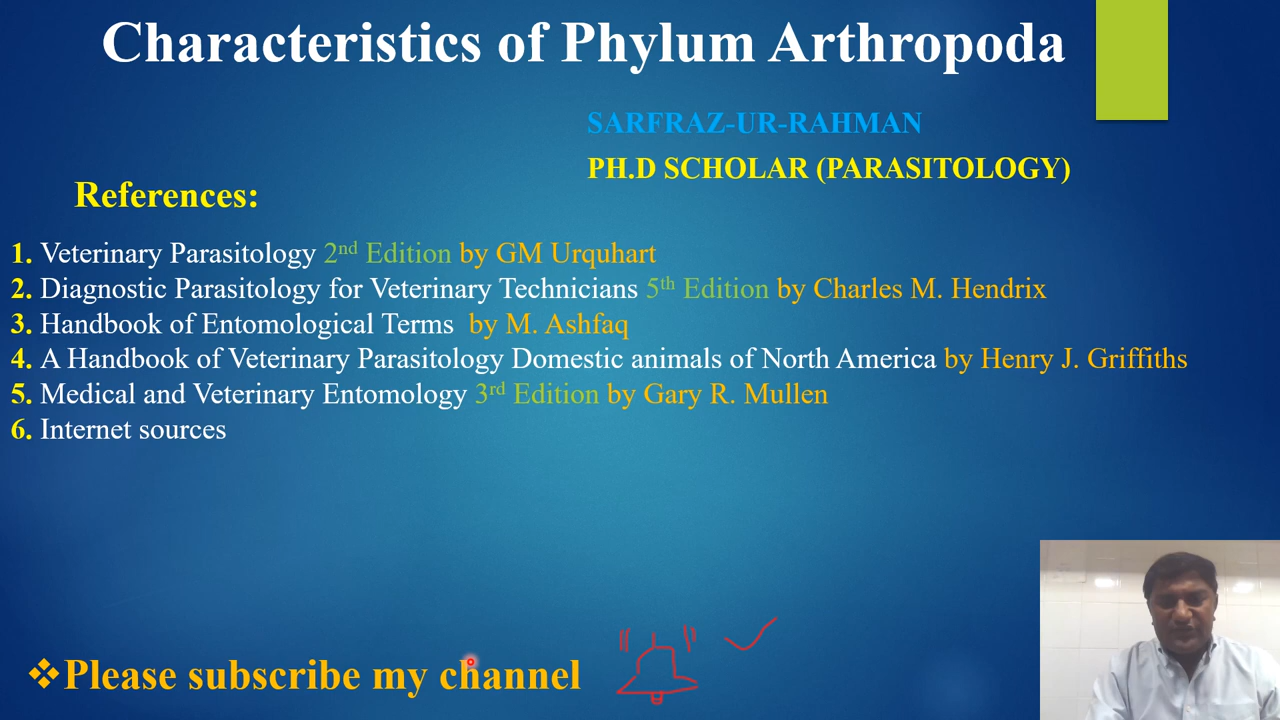 Characteristics of Phylum Arthropoda
SARFRAZ-UR-RAHMAN
PH.D SCHOLAR (PARASITOLOGY)
References:
1. Veterinary Parasitology 2nd Edition by GM Urquhart
2. Diagnostic Parasitology for Veterinary Technicians 5th Edition by Charles M. Hendrix
3. Handbook of Entomological Terms by M. Ashfaq
4. A Handbook of Veterinary Parasitology Domestic animals of North America by Henry J. Griffiths
5. Medical and Veterinary Entomology 3rd Edition by Gary R. Mullen
6. Internet sources
❖Please subscribe my channel